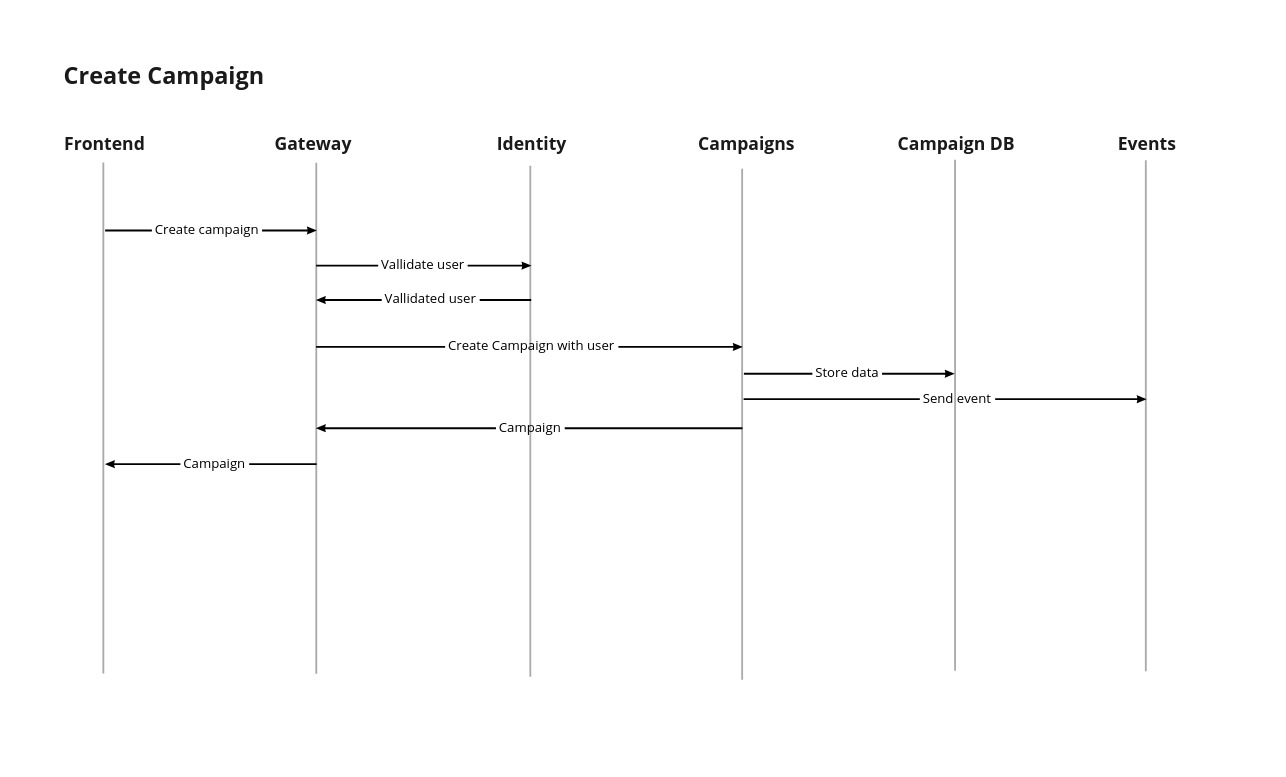 Create Campaign
Frontend Gateway Identity Campaigns Campaign DB Events
Create campaign
Vallidate user
Vallidated user
Create Campaign with user
Store data
Send event
Campaign
Campaign